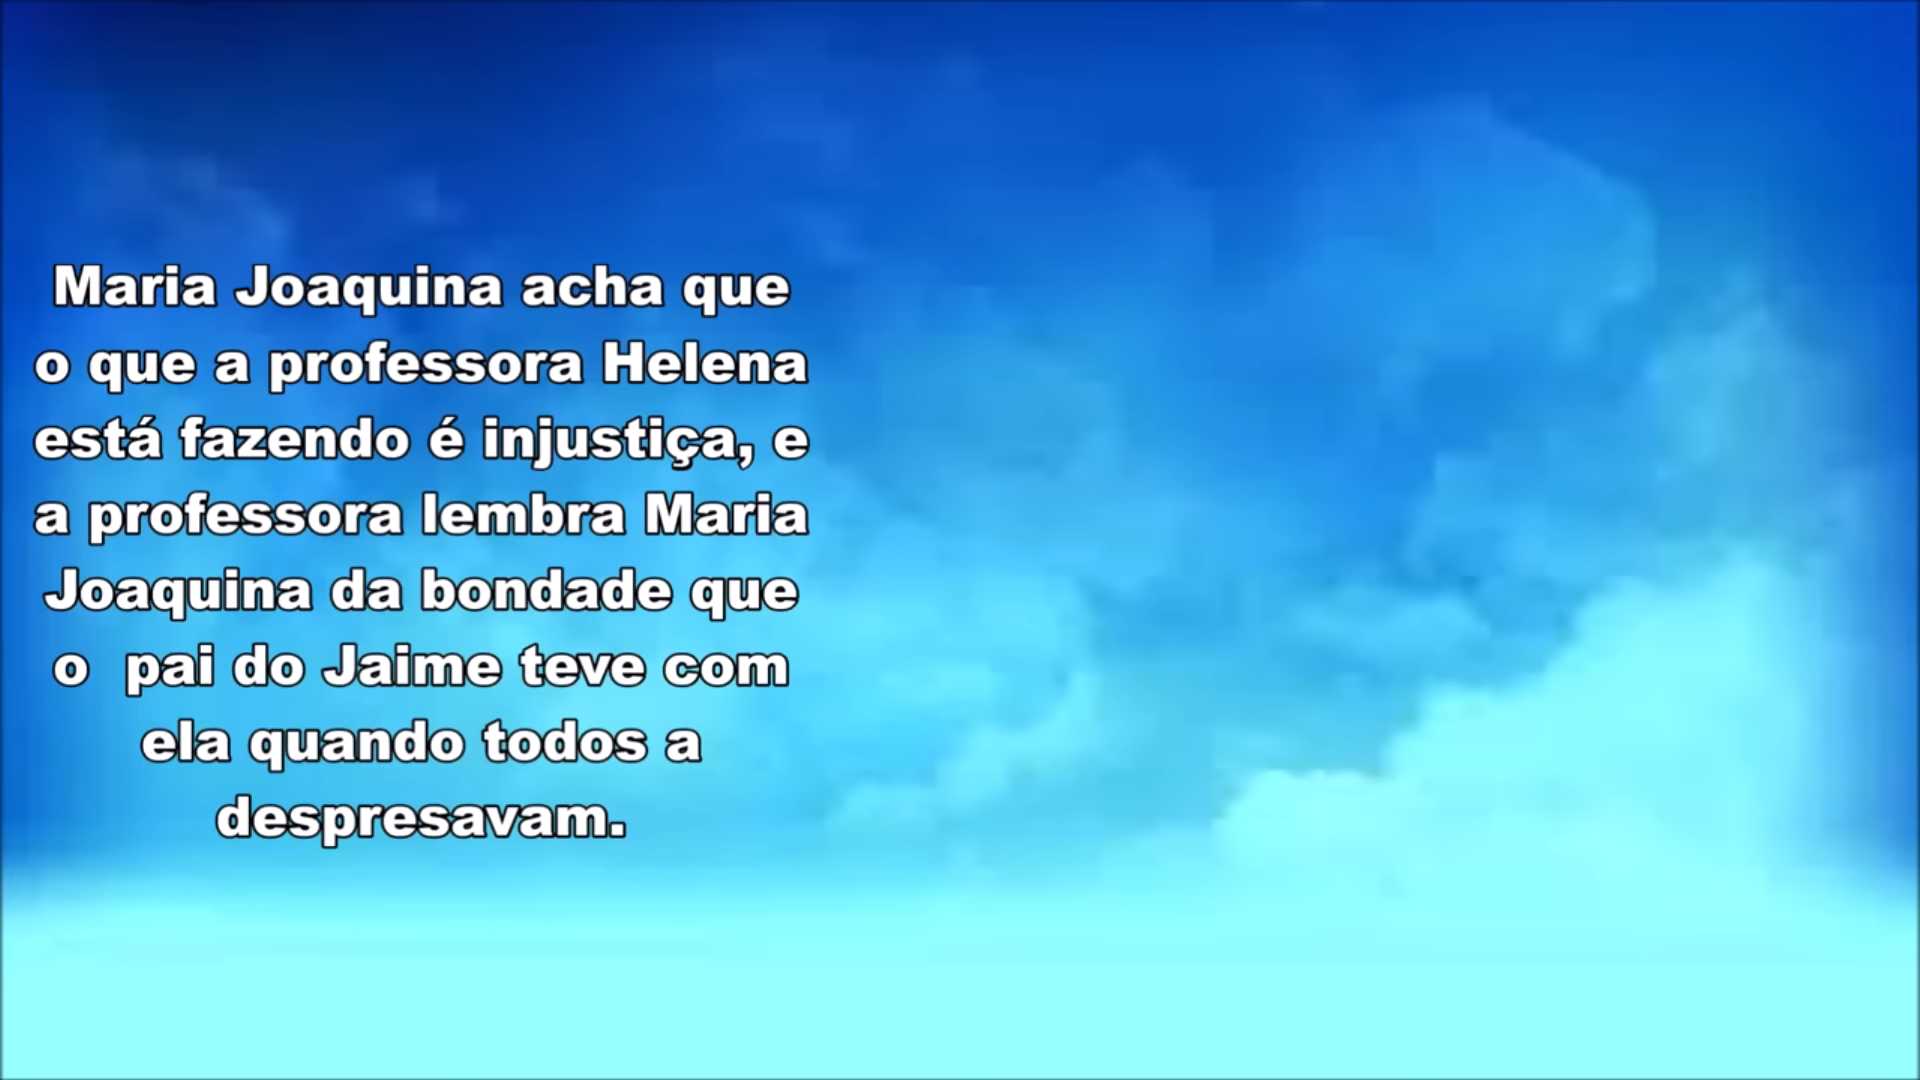 Maria Joaquina acha que
o que a professora Helena
está fazendo é injustiça, e
a professora lembra Maria
Joaquina da bondade que
o  pai do Jaime teve com
ela quando todos a
despresavam.